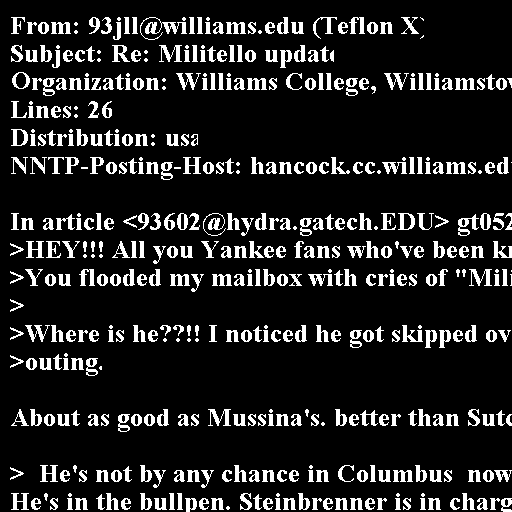 From: 93jll@williams.edu (Teflon X)
Subject: Re: Militello update
Organization: Williams College, Williamstow
Lines: 26
Distribution: usa
NNTP-Posting-Host: hancock.cc.williams.ed
In article <93602@hydra.gatech.EDU> gt052
>HEY!!! All you Yankee fans who've been kn
>You flooded my mailbox with cries of "Mili
>
>Where is he??!! I noticed he got skipped ov
>outing.
About as good as Mussina's. better than Sutc
>  He's not by any chance in Columbus  now
He's in the bullpen. Steinbrenner is in charg